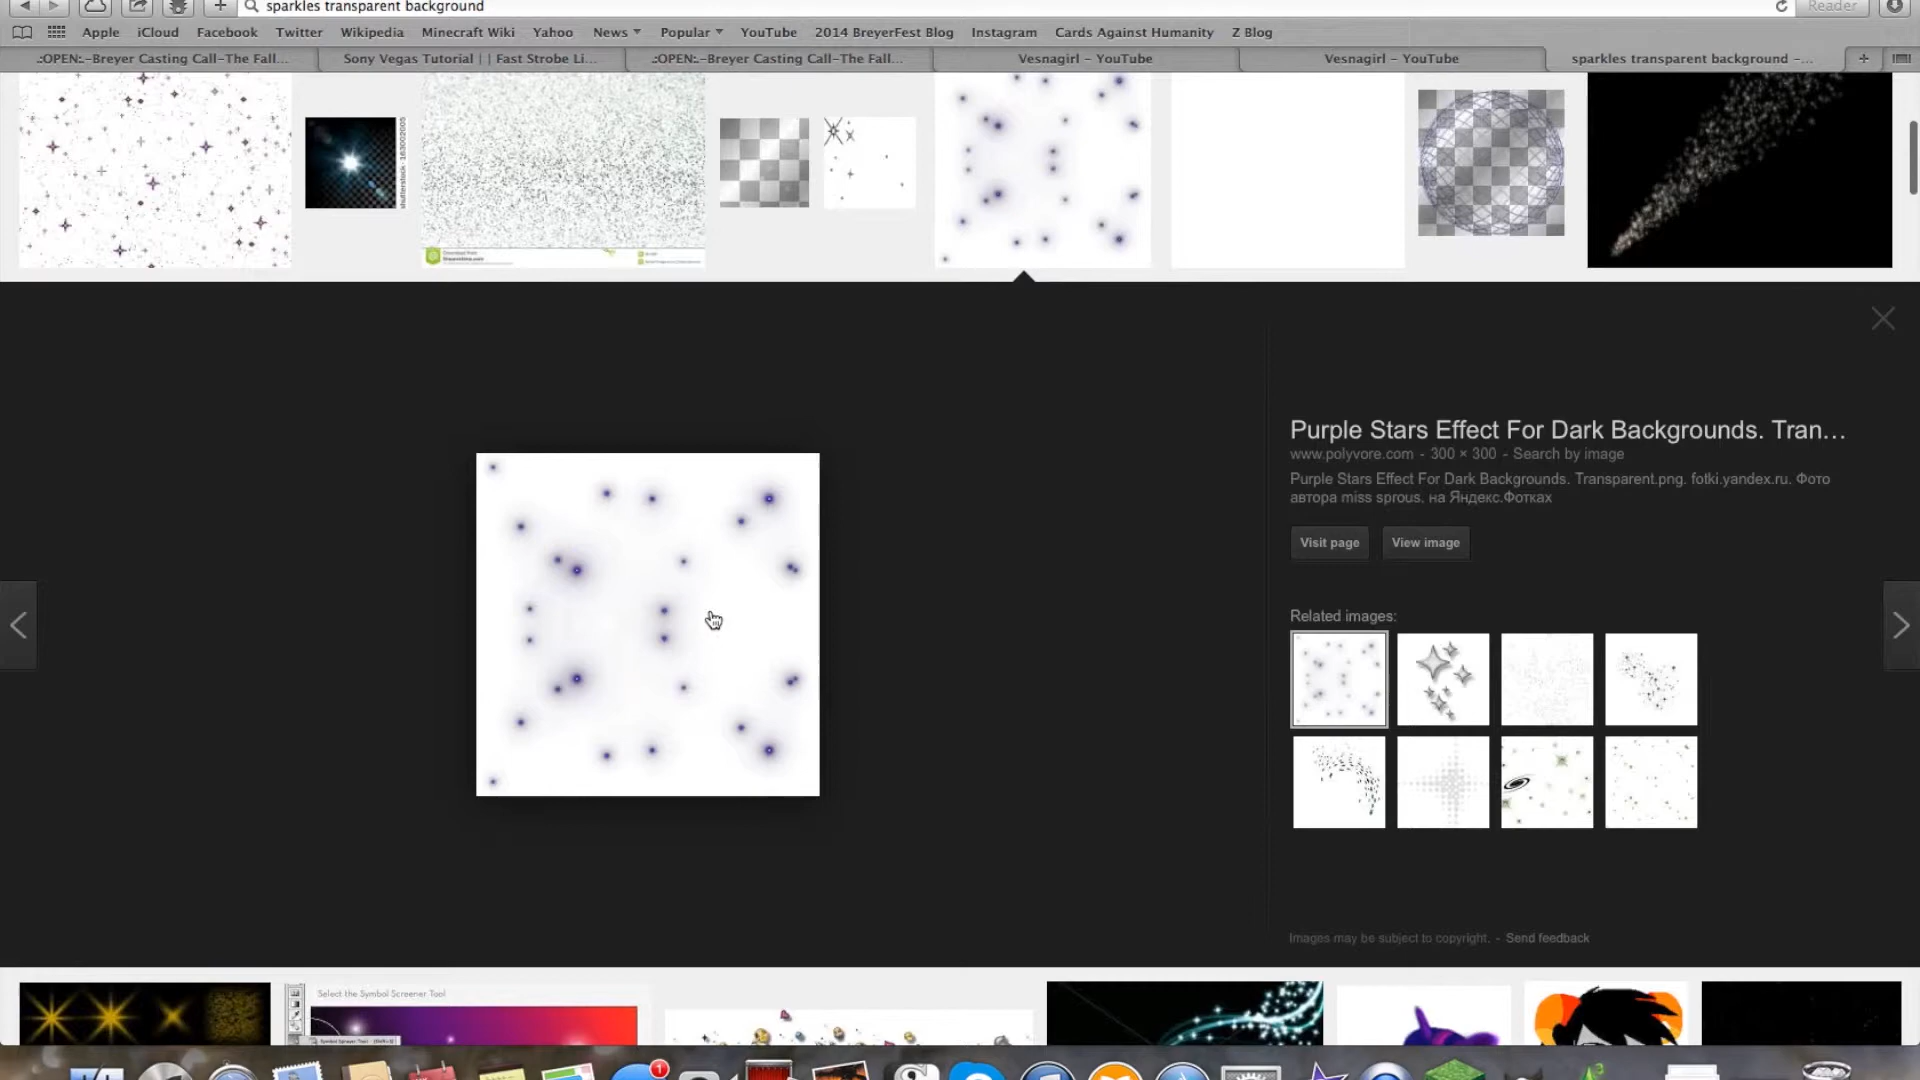 sparkles transparent background
Reader
Apple iCloud Facebook Twitter Wikipedia Minecraft Wiki Yahoo News Popular YouTube 2014 BreyerFest Blog Instagram Cards Against Humanity Z Blog
.:OPEN:.-Breyer Casting Call-The Fall... Sony Vegas Tutorial | | Fast Strobe Li... .:OPEN:.-Breyer Casting Call-The Fall... Vesnagirl - YouTube Vesnagirl - YouTube sparkles transparent background -...
shutterstock · 163002005
Purple Stars Effect For Dark Backgrounds. Tran...
www.polyvore.com - 300 × 300 - Search by image
Purple Stars Effect For Dark Backgrounds. Transparent.png. fotki.yandex.ru. Фото
автора miss sprous, на Яндекс.Фотках
Visit page View image
Related images:
Images may be subject to copyright. - Send feedback
Select the Symbol Screener Tool
1